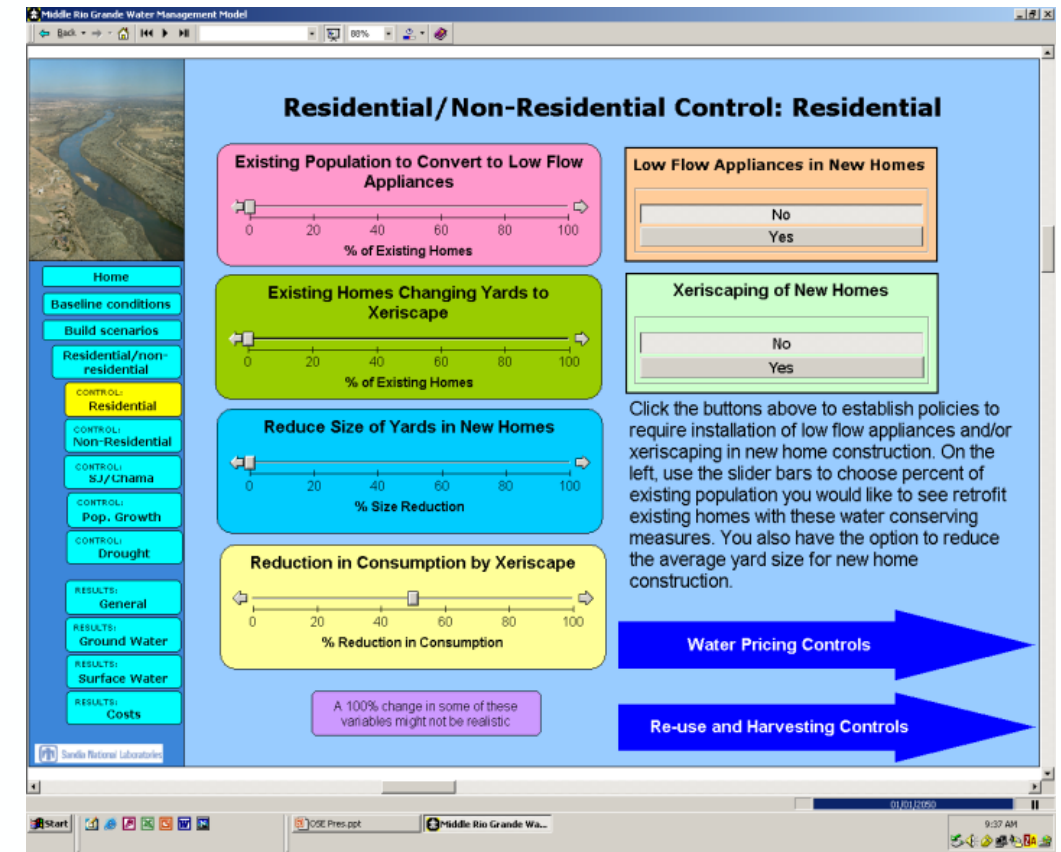 Middle Rio Grande Water Management Model
Back
88%
Residential/Non-Residential Control: Residential
Existing Population to Convert to Low Flow
Appliances
0 20 40 60 80 100
% of Existing Homes
Low Flow Appliances in New Homes
No
Yes
Home
Baseline conditions
Build scenarios
Residential/non-
residential
CONTROL:
Residential
CONTROL:
Non-Residential
CONTROL:
SJ/Chama
CONTROL:
Pop. Growth
CONTROL:
Drought
RESULTS:
General
RESULTS:
Ground Water
RESULTS:
Surface Water
RESULTS:
Costs
Sandia National Laboratories
Existing Homes Changing Yards to
Xeriscape
0 20 40 60 80 100
% of Existing Homes
Xeriscaping of New Homes
No
Yes
Reduce Size of Yards in New Homes
0 20 40 60 80 100
% Size Reduction
Reduction in Consumption by Xeriscape
0 20 40 60 80 100
% Reduction in Consumption
A 100% change in some of these
variables might not be realistic
Click the buttons above to establish policies to
require installation of low flow appliances and/or
xeriscaping in new home construction. On the
left, use the slider bars to choose percent of
existing population you would like to see retrofit
existing homes with these water conserving
measures. You also have the option to reduce
the average yard size for new home
construction.
Water Pricing Controls
Re-use and Harvesting Controls
01/01/2050
Start
OSE Pres.ppt
Middle Rio Grande Wa...
9:37 AM